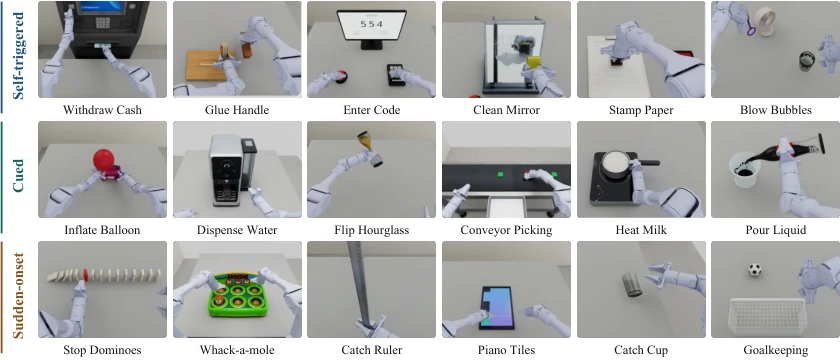 Self-triggered
554
Withdraw Cash
Glue Handle
Enter Code
Clean Mirror
Stamp Paper
Blow Bubbles
Cued
Inflate Balloon
Dispense Water
Flip Hourglass
Conveyor Picking
Heat Milk
Pour Liquid
Sudden-onset
Stop Dominoes
Whack-a-mole
Catch Ruler
Piano Tiles
Catch Cup
Goalkeeping